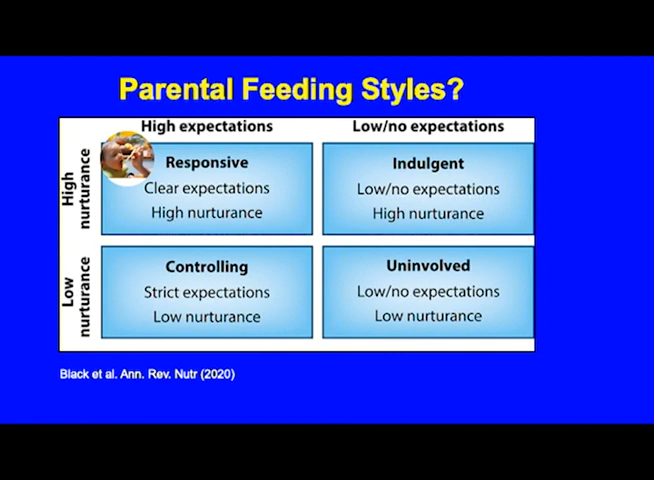 Parental Feeding Styles?
High expectations
Low/no expectations
High
nurturance
Responsive
Clear expectations
High nurturance
Indulgent
Low/no expectations
High nurturance
Low
nurturance
Controlling
Strict expectations
Low nurturance
Uninvolved
Low/no expectations
Low nurturance
Black et al. Ann. Rev. Nutr (2020)